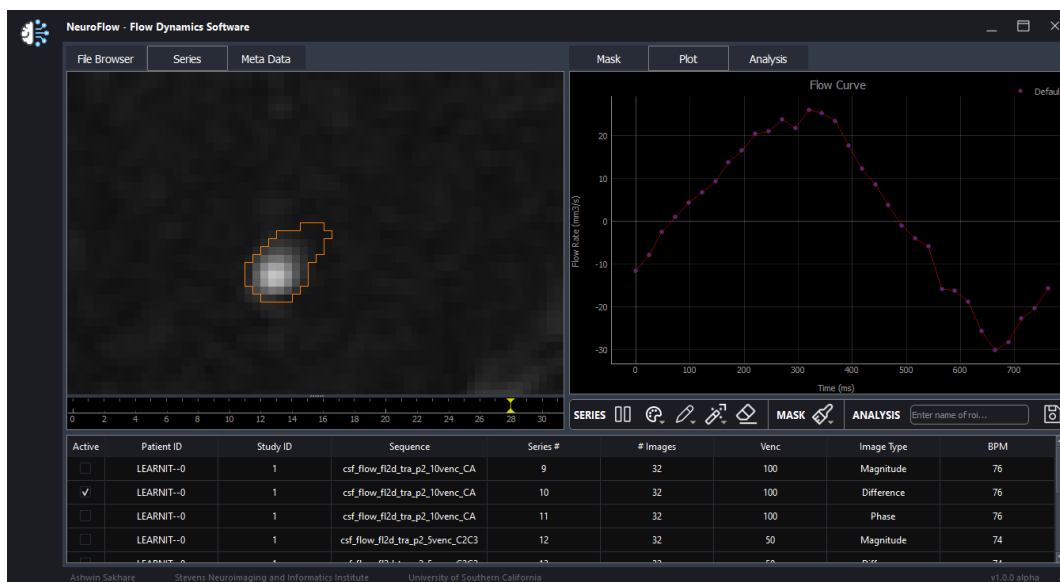 NeuroFlow - Flow Dynamics Software
File Browser Series Meta Data
Mask Plot Analysis
Flow Curve
Defaul
20
10
0
-10
-20
-30
Flow Rate (mm3/s)
0 100 200 300 400 500 600 700
Time (ms)
0 2 4 6 8 10 12 14 16 18 20 22 24 26 28 30
SERIES MASK ANALYSIS Enter name of roi...
Active Patient ID Study ID Sequence Series # # Images Venc Image Type BPM
LEARNIT--0 1 csf_flow_fl2d_tra_p2_10venc_CA 9 32 100 Magnitude 76
LEARNIT--0 1 csf_flow_fl2d_tra_p2_10venc_CA 10 32 100 Difference 76
LEARNIT--0 1 csf_flow_fl2d_tra_p2_10venc_CA 11 32 100 Phase 76
LEARNIT--0 1 csf_flow_fl2d_tra_p2_5venc_C2C3 12 32 50 Magnitude 74
Ashwin Sakhare Stevens Neuroimaging and Informatics Institute University of Southern California v1.0.0 alpha